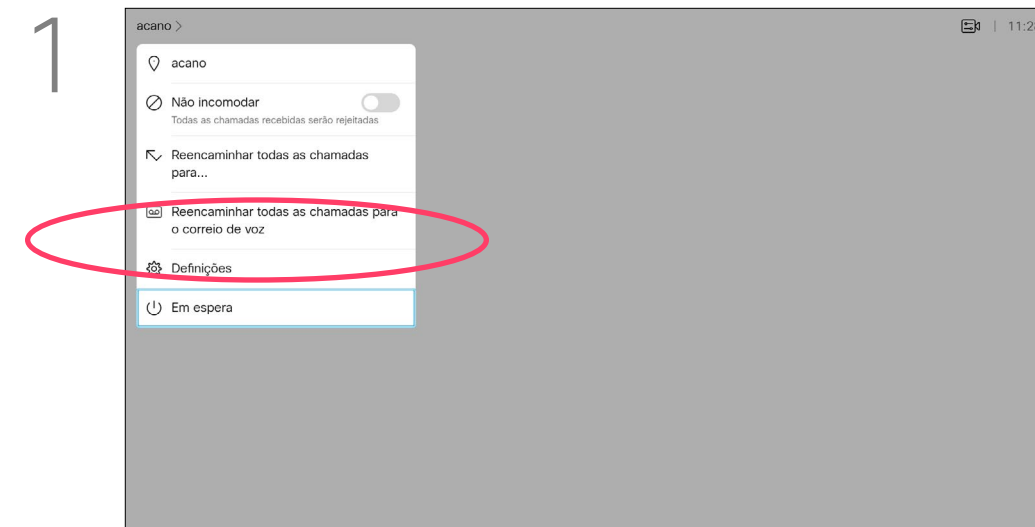 1
acano >
11:2
acano
Não incomodar
Todas as chamadas recebidas serão rejeitadas
Reencaminhar todas as chamadas
para...
Reencaminhar todas as chamadas para
o correio de voz
Definições
Em espera